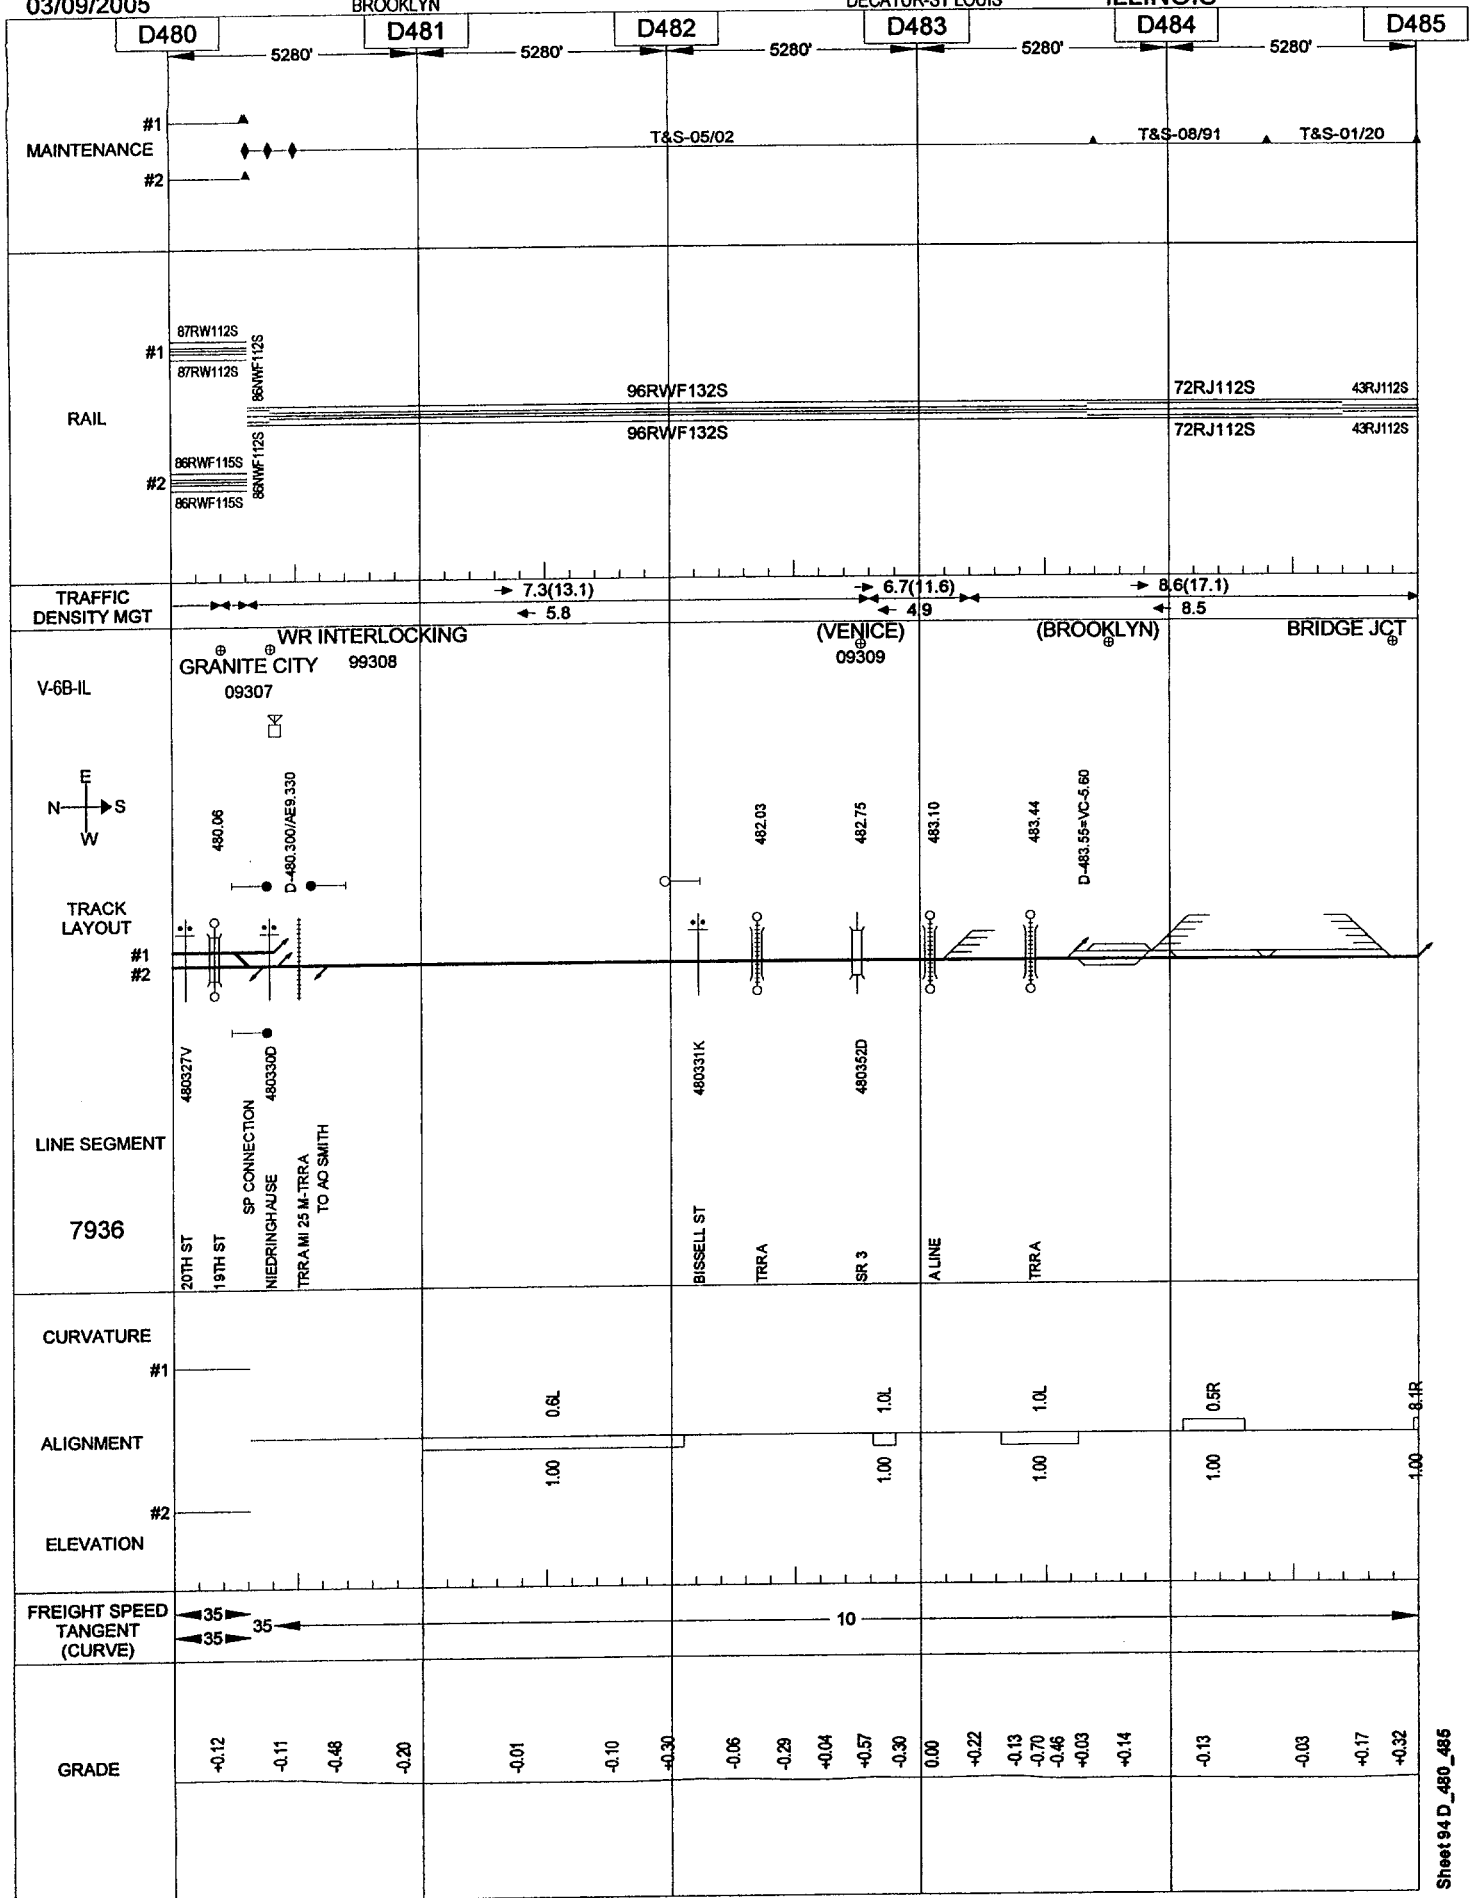 03/09/2005 BROOKLYN DECATUR-ST LOUIS ILLINOIS
D480 D481 D482 D483 D484 D485
5280' 5280' 5280' 5280' 5280'
#1
MAINTENANCE T&S-05/02 T&S-08/91 T&S-01/20
#2
87RW112S
#1
87RW112S
86NWF112S
RAIL
96RWF132S 72RJ112S 43RJ112S
96RWF132S 72RJ112S 43RJ112S
86NWF112S
86RWF115S
#2
86RWF115S
TRAFFIC
DENSITY MGT
7.3(13.1) 6.7(11.6) 8.6(17.1)
5.8 4.9 8.5
WR INTERLOCKING (VENICE) (BROOKLYN) BRIDGE JCT
GRANITE CITY 99308 09309
09307
V-6B-IL
E
N S
W
480.06
D-480.300/AE9.330
482.03
482.75
483.10
483.44
D-483.55=VC-5.60
TRACK
LAYOUT
#1
#2
480327V
480330D
480331K
480352D
LINE SEGMENT
7936
20TH ST
19TH ST
SP CONNECTION
NIEDRINGHAUSE
TRRA MI 25 M-TRRA
TO AO SMITH
BISSELL ST
TRRA
SR 3
A LINE
TRRA
CURVATURE
#1
0.6L 1.0L 1.0L 0.5R 8.1R
ALIGNMENT
1.00 1.00 1.00 1.00 1.00
#2
ELEVATION
FREIGHT SPEED
TANGENT
(CURVE)
35
35
35
10
GRADE
+0.12 -0.11 -0.48 -0.20 -0.01 -0.10 +0.30 -0.06 -0.29 +0.04 +0.57 -0.30 0.00 +0.22 -0.13 -0.70 -0.46 +0.03 +0.14 -0.13 -0.03 +0.17 +0.32
Sheet 94 D_480_485